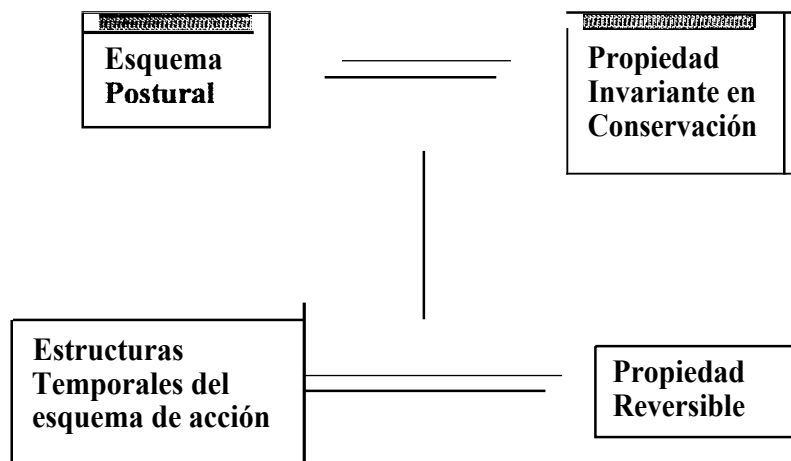 Esquema
Postural
Propiedad
Invariante en
Conservación
Estructuras
Temporales del
esquema de acción
Propiedad
Reversible